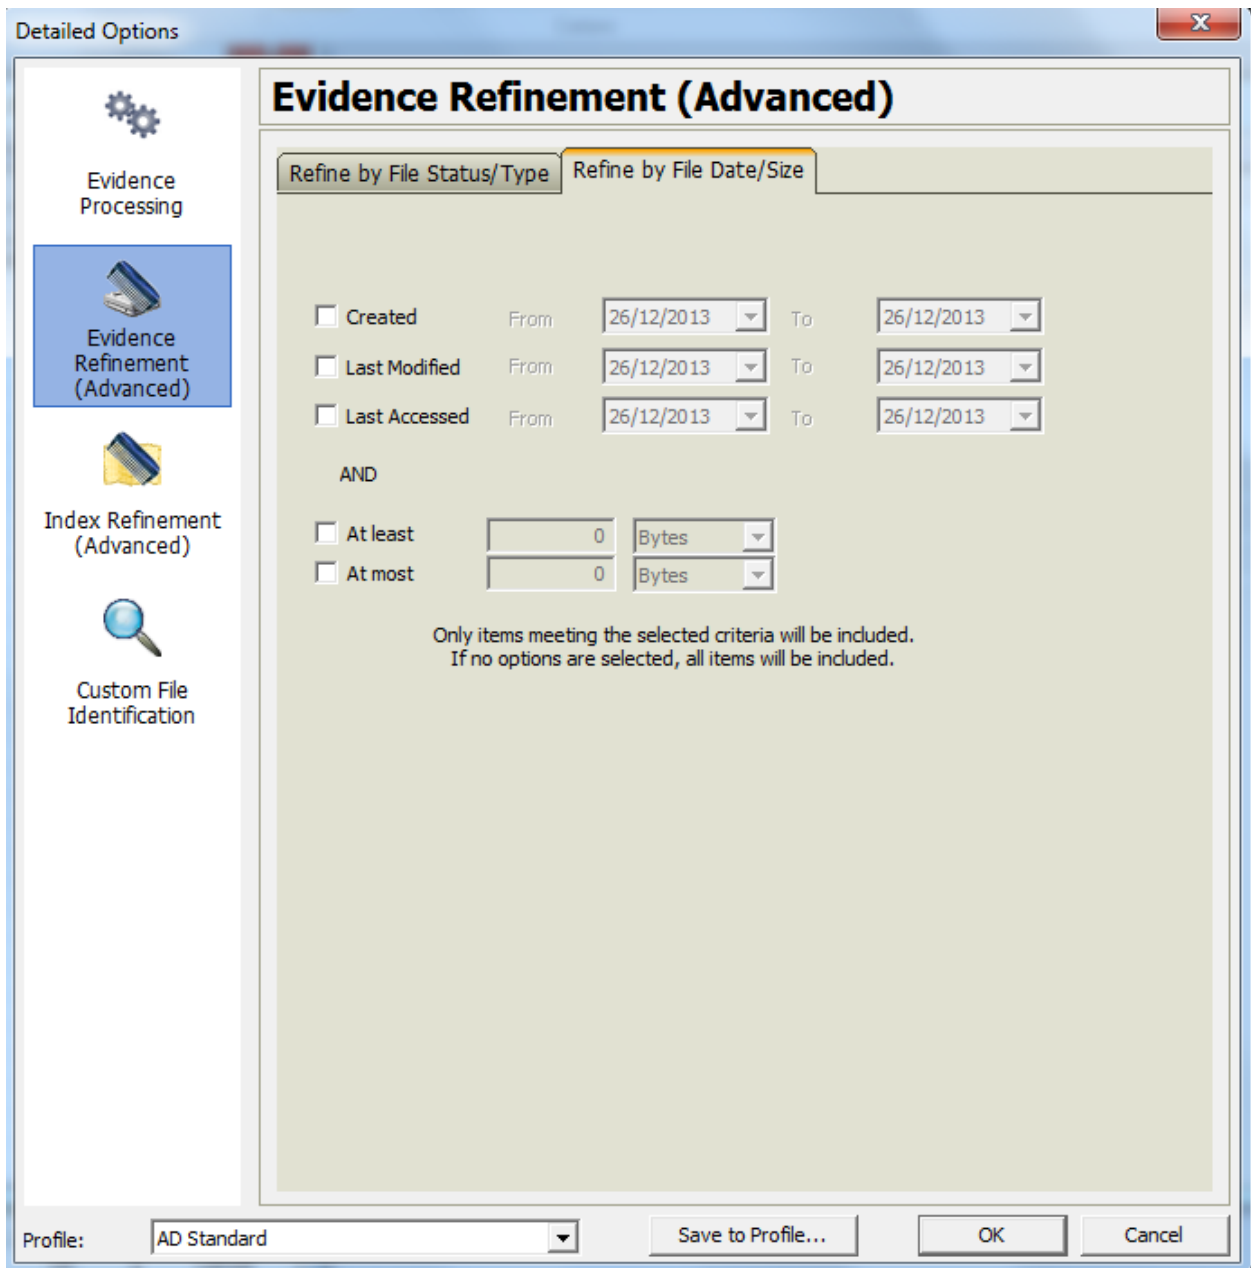 Detailed Options
X
Evidence
Processing
Evidence
Refinement
(Advanced)
Index Refinement
(Advanced)
Custom File
Identification
Evidence Refinement (Advanced)
Refine by File Status/Type Refine by File Date/Size
Created From 26/12/2013 To 26/12/2013
Last Modified From 26/12/2013 To 26/12/2013
Last Accessed From 26/12/2013 To 26/12/2013
AND
At least 0 Bytes
At most 0 Bytes
Only items meeting the selected criteria will be included.
If no options are selected, all items will be included.
Profile: AD Standard Save to Profile... OK Cancel